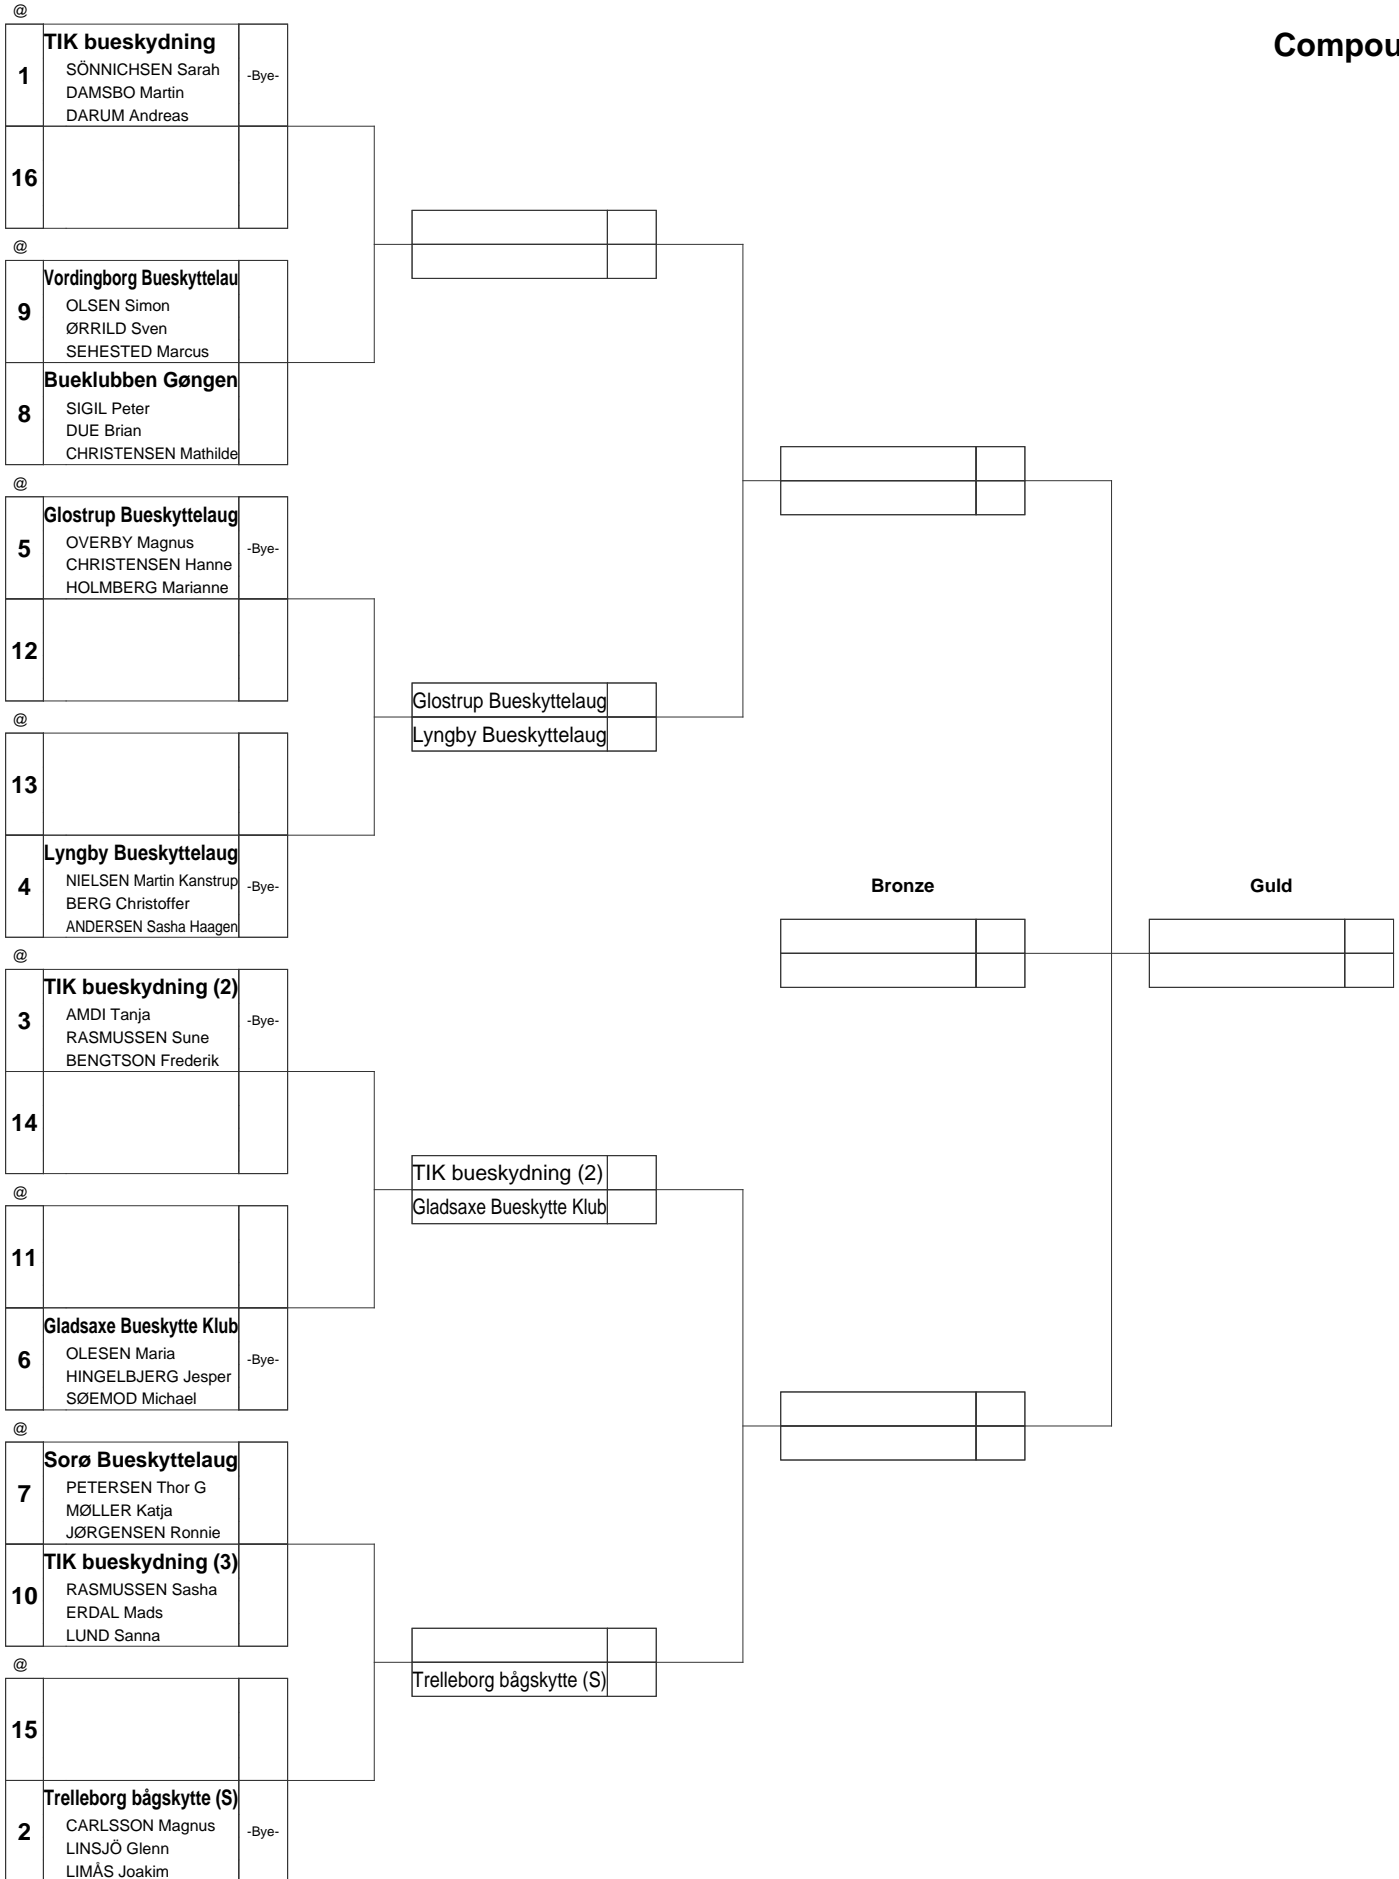 @
Compou
TIK bueskydning
1
SÖNNICHSEN Sarah
-Bye-
DAMSBO Martin
DARUM Andreas
16
@
Vordingborg Bueskyttelau
9
OLSEN Simon
ØRRILD Sven
SEHESTED Marcus
Bueklubben Gøngen
8
SIGIL Peter
DUE Brian
CHRISTENSEN Mathilde
@
Glostrup Bueskyttelaug
5
OVERBY Magnus
-Bye-
CHRISTENSEN Hanne
HOLMBERG Marianne
12
Glostrup Bueskyttelaug
Lyngby Bueskyttelaug
@
13
Lyngby Bueskyttelaug
4
NIELSEN Martin Kanstrup
-Bye-
BERG Christoffer
ANDERSEN Sasha Haagen
Bronze
Guld
@
TIK bueskydning (2)
3
AMDI Tanja
-Bye-
RASMUSSEN Sune
BENGTSON Frederik
14
TIK bueskydning (2)
Gladsaxe Bueskytte Klub
@
11
Gladsaxe Bueskytte Klub
6
OLESEN Maria
-Bye-
HINGELBJERG Jesper
SØEMOD Michael
@
Sorø Bueskyttelaug
7
PETERSEN Thor G
MØLLER Katja
JØRGENSEN Ronnie
TIK bueskydning (3)
10
RASMUSSEN Sasha
ERDAL Mads
LUND Sanna
@
Trelleborg bågskytte (S)
15
Trelleborg bågskytte (S)
2
CARLSSON Magnus
-Bye-
LINSJÖ Glenn
LIMÅS Joakim